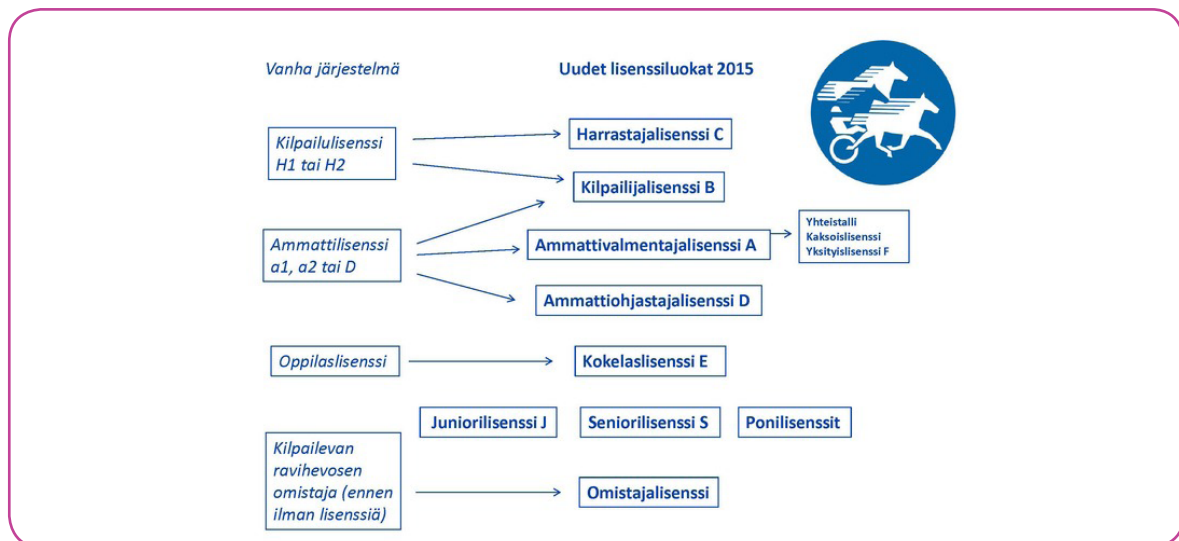 Vanha järjestelmä
Uudet lisenssiluokat 2015
Kilpailulisenssi
H1 tai H2
Harrastajalisenssi C
Kilpailijalisenssi B
Ammattilisenssi
a1, a2 tai D
Ammattivalmentajalisenssi A
Yhteistalli
Kaksoislisenssi
Yksityislisenssi F
Ammattiohjastajalisenssi D
Oppilaslisenssi
Kokelaslisenssi E
Juniorilisenssi J
Seniorilisenssi S
Ponilisenssit
Kilpailevan
ravihevosen
omistaja (ennen
ilman lisenssiä)
Omistajalisenssi